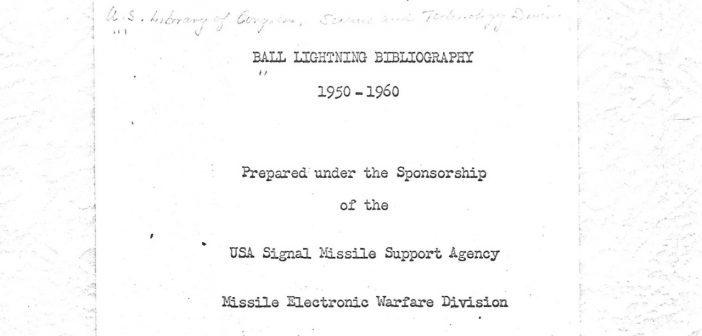 U.S. Library of Congress, Science and Technology Division
BALL LIGHTNING BIBLIOGRAPHY
1950-1960
Prepared under the Sponsorship
of the
USA Signal Missile Support Agency
Missile Electronic Warfare Division